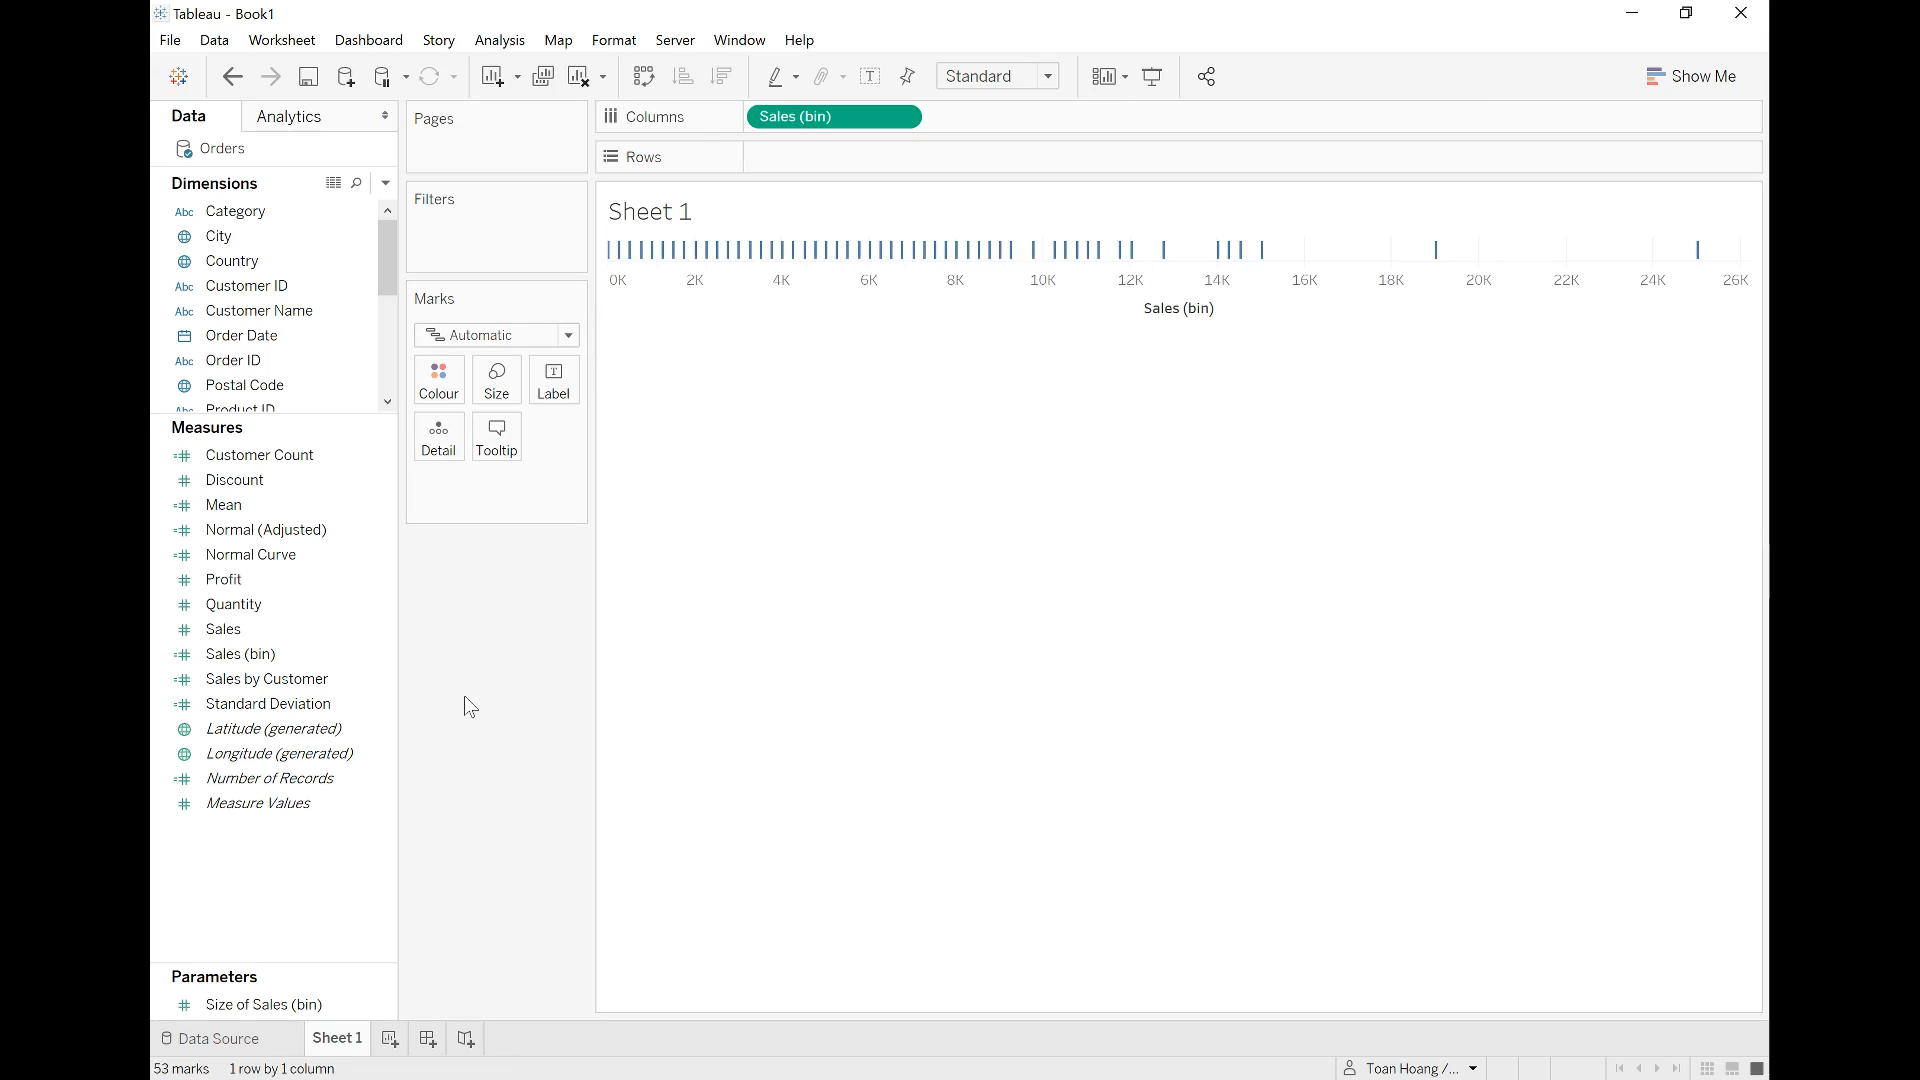 Tableau - Book1
File Data Worksheet Dashboard Story Analysis Map Format Server Window Help
Standard
Show Me
Data Analytics
Orders
Dimensions
Abc Category
City
Country
Abc Customer ID
Abc Customer Name
Order Date
Abc Order ID
Postal Code
Abc Product ID
Measures
Customer Count
Discount
Mean
Normal (Adjusted)
Normal Curve
Profit
Quantity
Sales
Sales (bin)
Sales by Customer
Standard Deviation
Latitude (generated)
Longitude (generated)
Number of Records
Measure Values
Parameters
Size of Sales (bin)
Pages
Filters
Marks
Automatic
Colour Size Label
Detail Tooltip
Columns Sales (bin)
Rows
Sheet 1
0K 2K 4K 6K 8K 10K 12K 14K 16K 18K 20K 22K 24K 26K
Sales (bin)
Data Source Sheet 1
53 marks 1 row by 1 column Toan Hoang /...